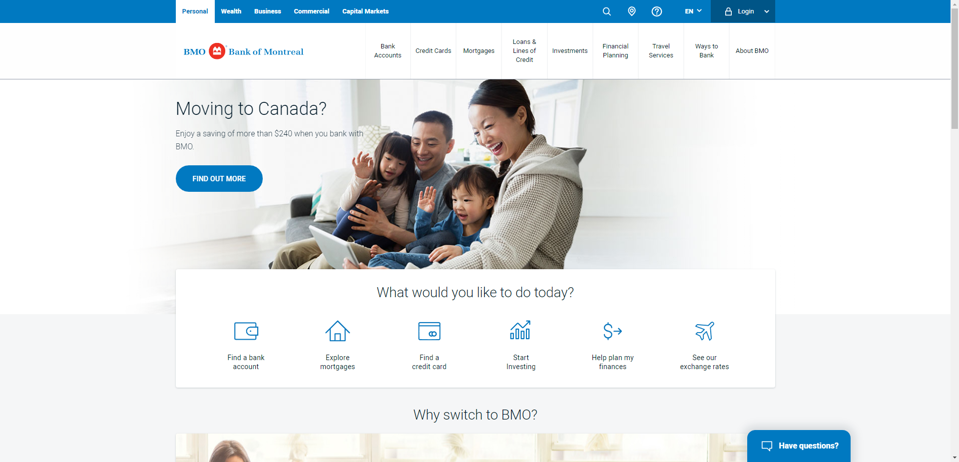 Personal Wealth Business Commercial Capital Markets EN Login
BMO Bank of Montreal
Bank
Accounts
Credit Cards
Mortgages
Loans &
Lines of
Credit
Investments
Financial
Planning
Travel
Services
Ways to
Bank
About BMO
Moving to Canada?
Enjoy a saving of more than $240 when you bank with
BMO.
FIND OUT MORE
What would you like to do today?
Find a bank
account
Explore
mortgages
Find a
credit card
Start
Investing
Help plan my
finances
See our
exchange rates
Why switch to BMO?
Have questions?